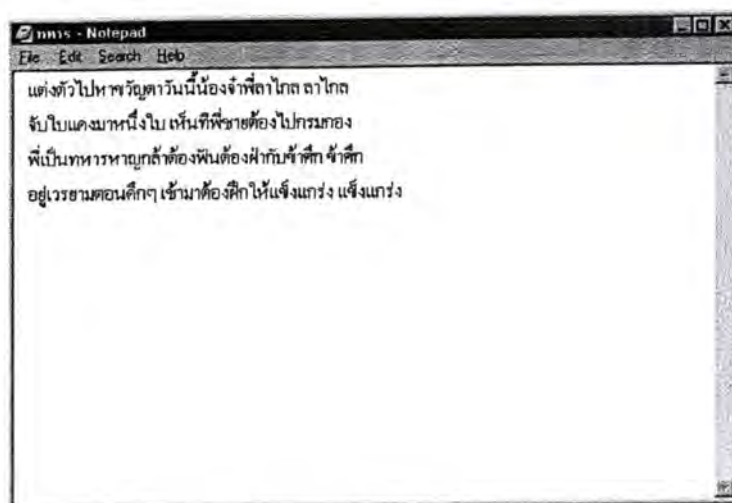 ททาร - Notepad
File Edit Search Help
แต่งตัวไปหาขวัญตาวันนี้น้องจ๋าพี่ลาไกล ลาไกล
จับใบแดงมาหนึ่งใบ เห็นทีพี่ชายต้องไปกรมกอง
พี่เป็นทหารหาญกล้าต้องฟันต้องฝ่ากับข้าศึก ข้าศึก
อยู่เวรยามตอนดึกๆ เช้ามาต้องฝึกให้แข็งแกร่ง แข็งแกร่ง